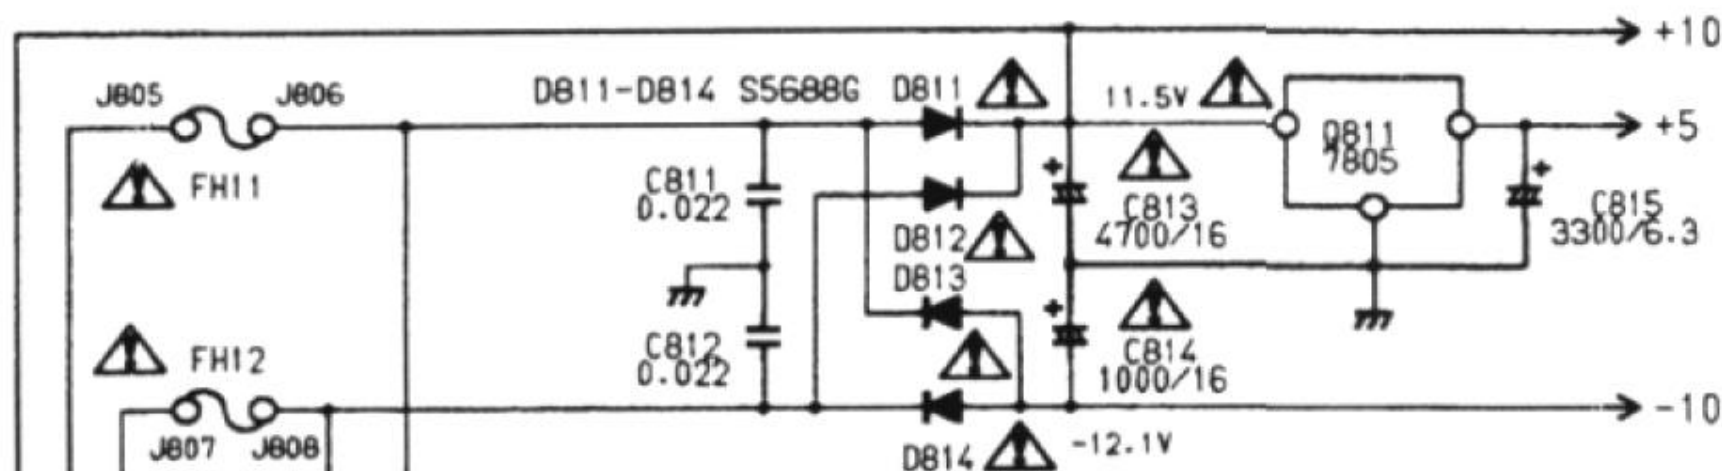 +10
J805
J806
D811-D814 S5688G
D811
11.5V
+5
Q811
7805
FH11
C811
0.022
C813
4700/16
+
+
C815
3300/6.3
D812
D813
+
FH12
C812
0.022
C814
1000/16
-10
J807
J808
D814
-12.1V